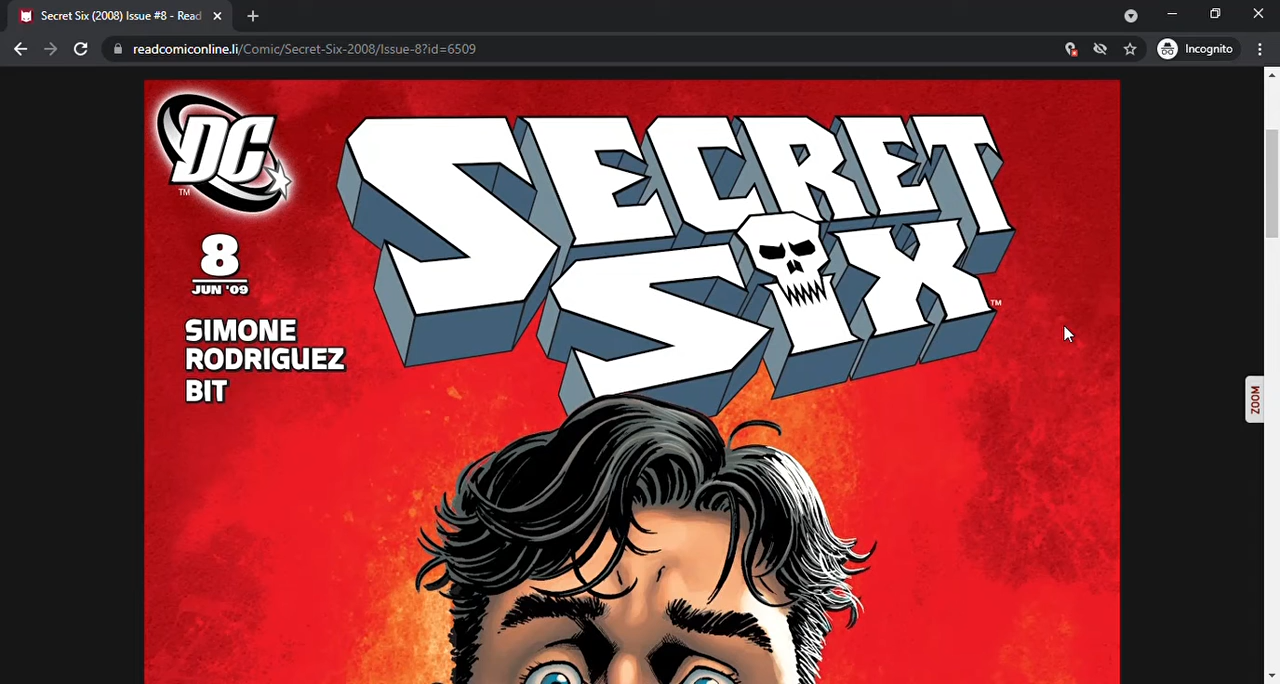 Secret Six (2008) Issue #8 - Read
readcomiconline.li/Comic/Secret-Six-2008/Issue-8?id=6509
Incognito
DC
TM
SECRET
SIX
TM
8
JUN '09
SIMONE
RODRIGUEZ
BIT
ZOOM